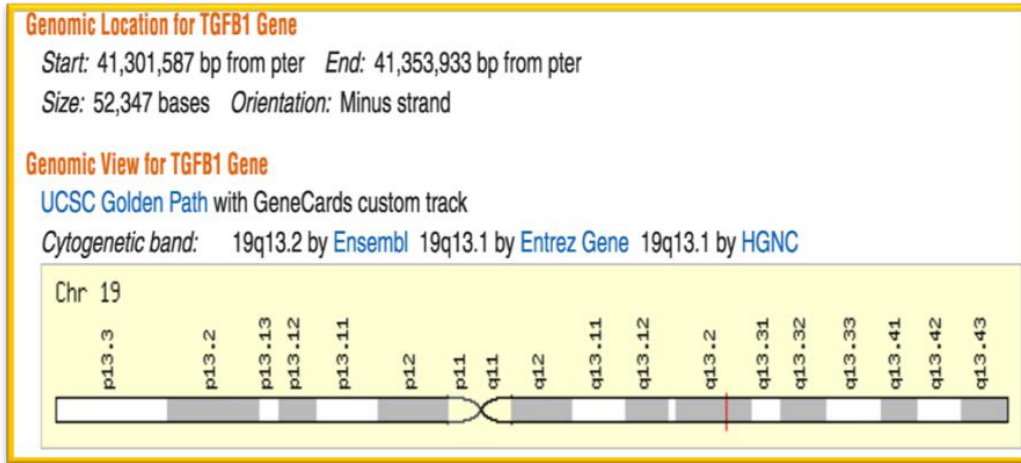 Genomic Location for TGFB1 Gene
Start: 41,301,587 bp from pter End: 41,353,933 bp from pter
Size: 52,347 bases Orientation: Minus strand
Genomic View for TGFB1 Gene
UCSC Golden Path with GeneCards custom track
Cytogenetic band: 19q13.2 by Ensembl 19q13.1 by Entrez Gene 19q13.1 by HGNC
Chr 19
p13.3 p13.2 p13.13 p13.12 p13.11 p12 p11 q11 q12 q13.11 q13.12 q13.2 q13.31 q13.32 q13.33 q13.41 q13.42 q13.43